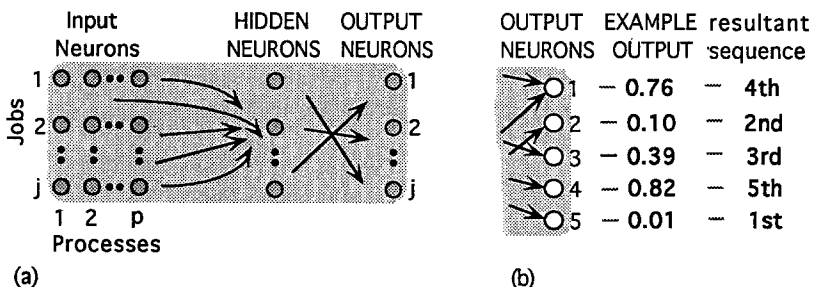 Input
Neurons
HIDDEN
NEURONS
OUTPUT
NEURONS
Jobs
1
2
j
1 2 p
Processes
1
2
j
(a)
OUTPUT
NEURONS
EXAMPLE
OUTPUT
resultant
sequence
1 – 0.76 – 4th
2 – 0.10 – 2nd
3 – 0.39 – 3rd
4 – 0.82 – 5th
5 – 0.01 – 1st
(b)